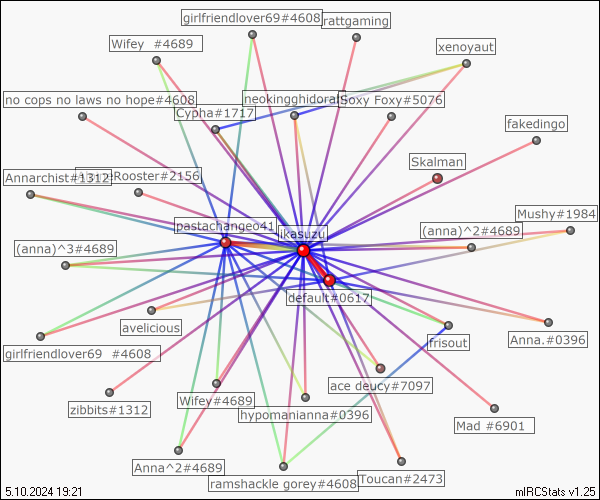 girlfriendlover69#4608
rattgaming
Wifey  #4689
xenoyaut
no cops no laws no hope#4608
neokingghidorah
Soxy Foxy#5076
Cypha#1717
fakedingo
Skalman
Annarchist#1312
Rooster#2156
Mushy#1984
pastachangeo41
ikasuzu
(anna)^2#4689
(anna)^3#4689
default#0617
avelicious
frisout
Anna.#0396
girlfriendlover69  #4608
ace deucy#7097
zibbits#1312
Wifey#4689
hypomanianna#0396
Mad #6901
Anna^2#4689
ramshackle gorey#4608
Toucan#2473
5.10.2024 19:21
mIRCStats v1.25